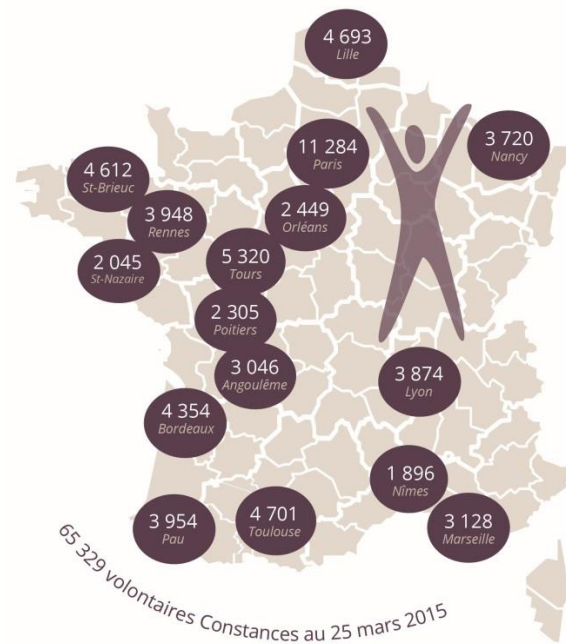 4 693
Lille
11 284
Paris
3 720
Nancy
4 612
St-Brieuc
3 948
Rennes
2 449
Orléans
2 045
St-Nazaire
5 320
Tours
2 305
Poitiers
3 046
Angoulême
3 874
Lyon
4 354
Bordeaux
1 896
Nîmes
3 954
Pau
4 701
Toulouse
3 128
Marseille
65 329 volontaires Constances au 25 mars 2015